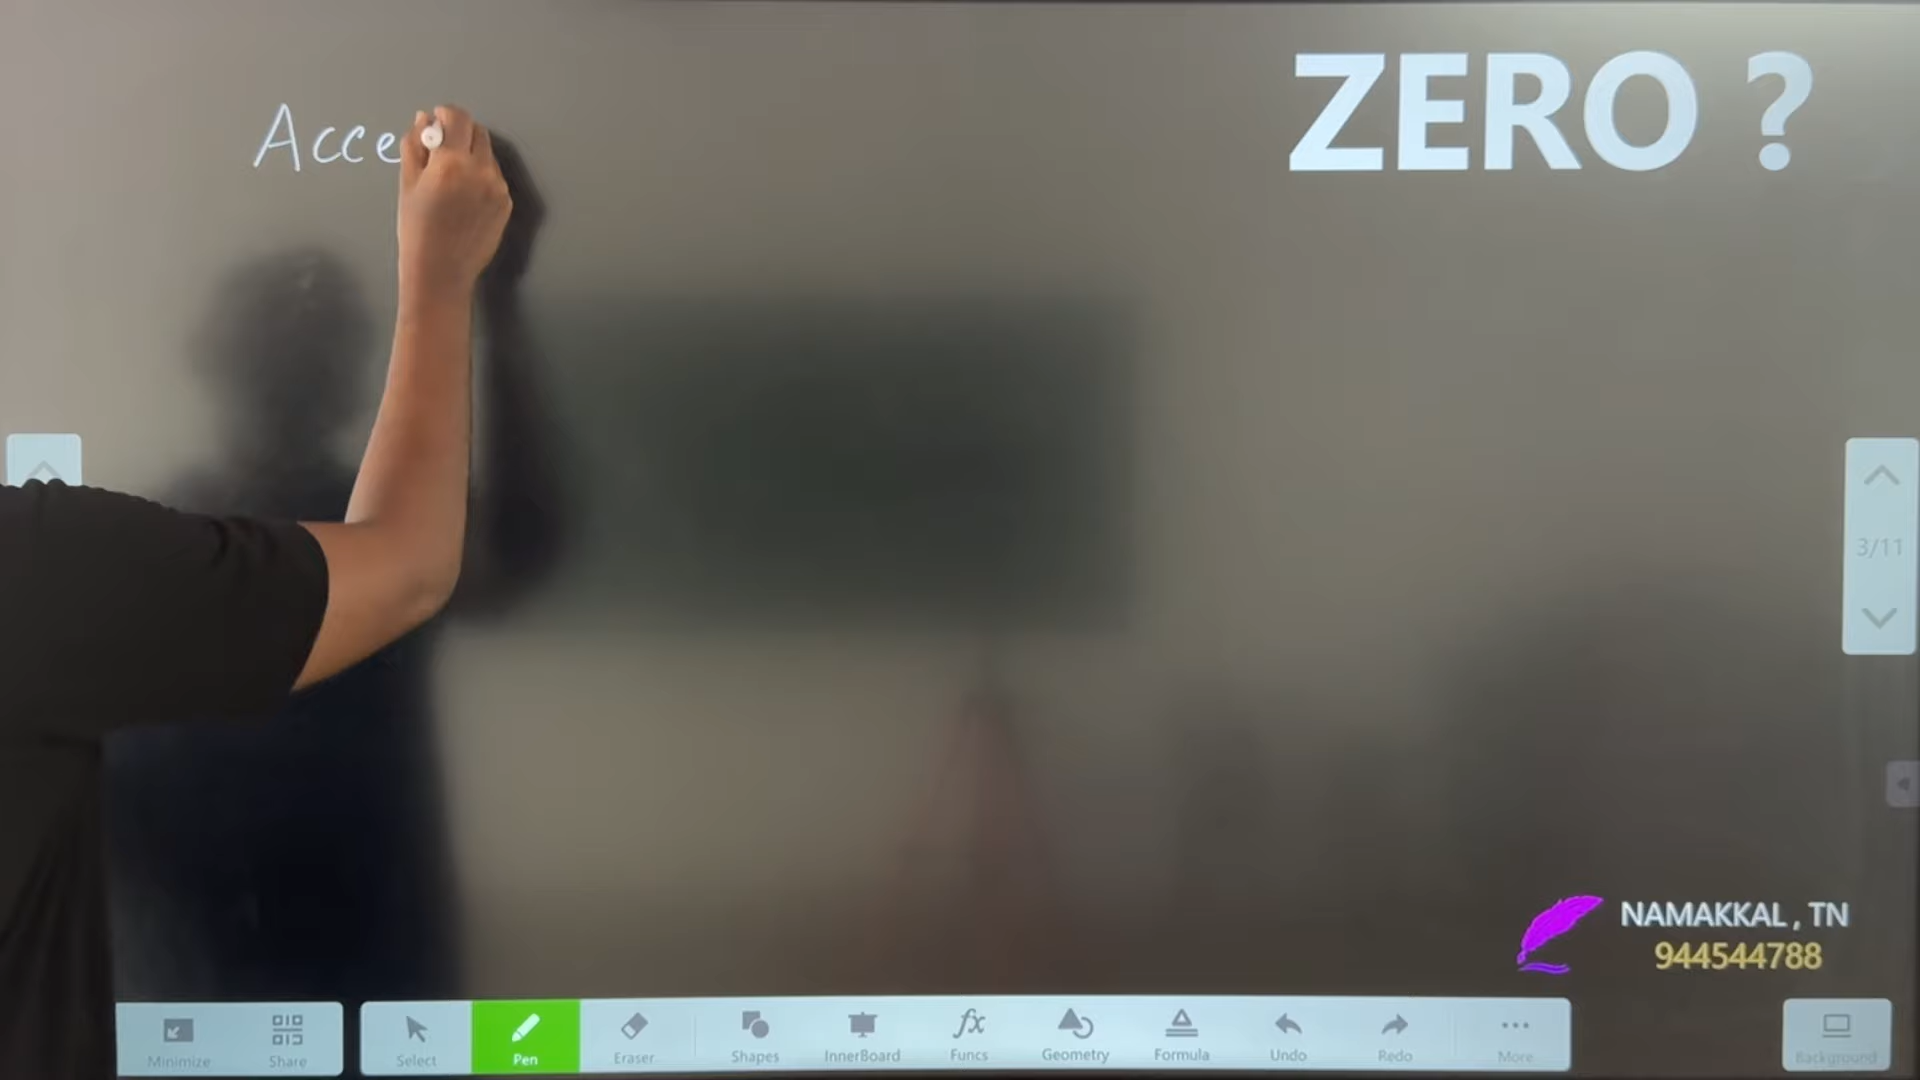 ZERO ?
Acce
3/11
NAMAKKAL , TN
944544788
Minimize
Share
Select
Pen
Eraser
Shapes
InnerBoard
Funcs
Geometry
Formula
Undo
Redo
More
Background